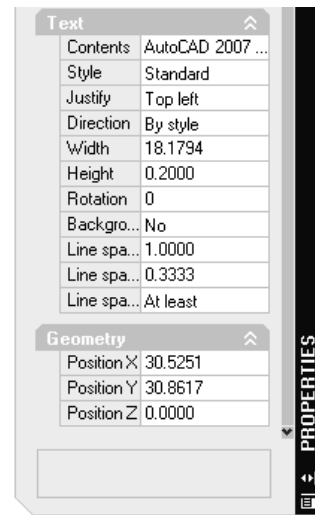 Text
Contents AutoCAD 2007 ...
Style Standard
Justify Top left
Direction By style
Width 18.1794
Height 0.2000
Rotation 0
Backgro... No
Line spa... 1.0000
Line spa... 0.3333
Line spa... At least
Geometry
Position X 30.5251
Position Y 30.8617
Position Z 0.0000
PROPERTIES